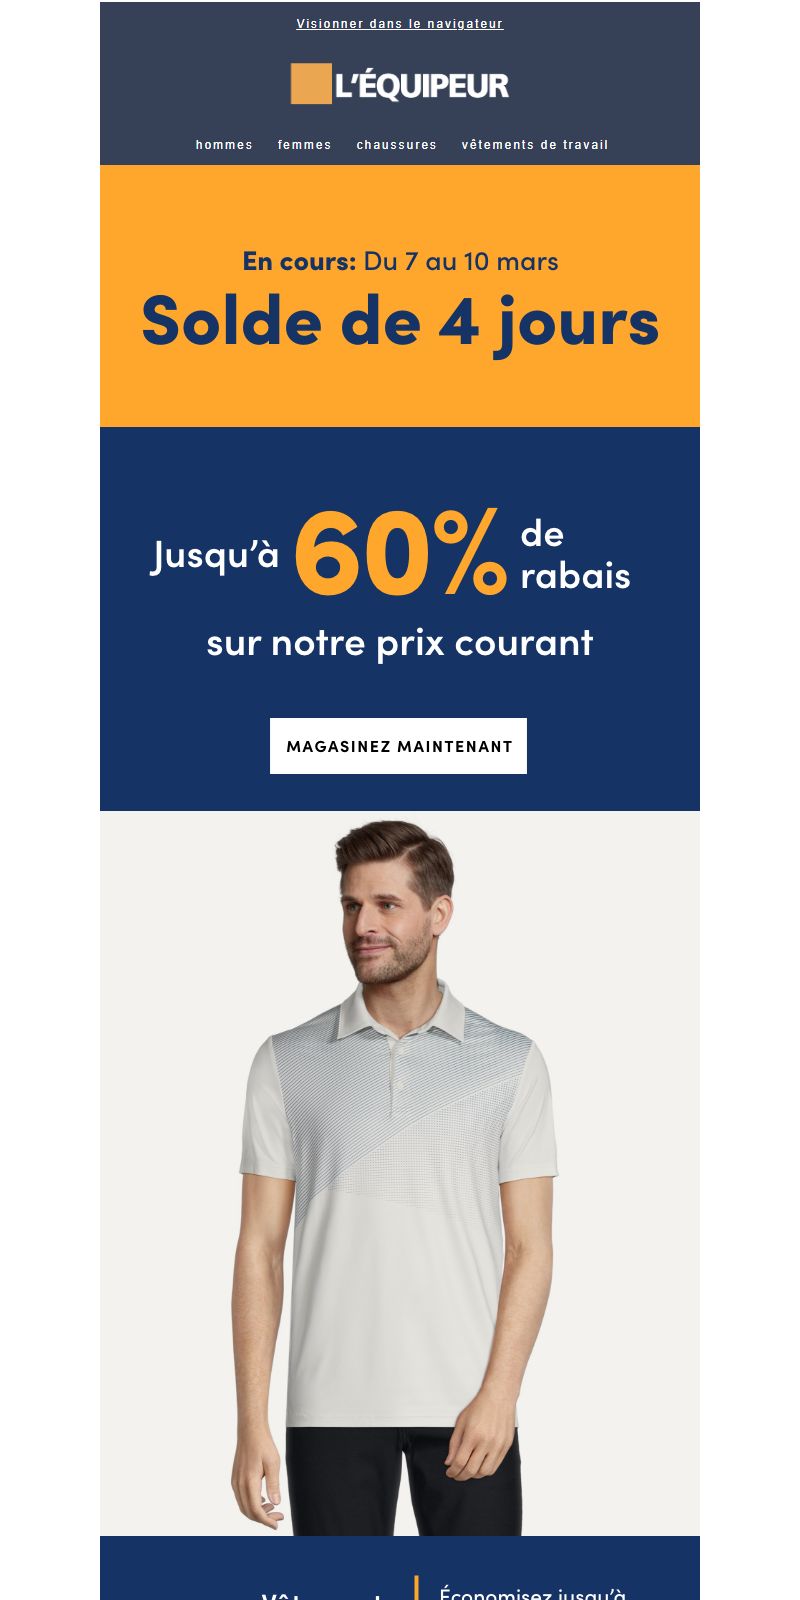 Visionner dans le navigateur
L'ÉQUIPEUR
hommes femmes chaussures vêtements de travail
En cours: Du 7 au 10 mars
Solde de 4 jours
Jusqu'à 60% de rabais
sur notre prix courant
MAGASINEZ MAINTENANT
Économisez jusqu'à